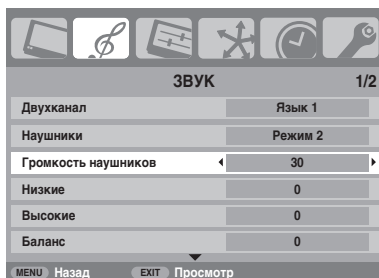 ЗВУК 1/2
Двухканал Язык 1
Наушники Режим 2
Громкость наушников 30
Низкие 0
Высокие 0
Баланс 0
MENU Назад EXIT Просмотр